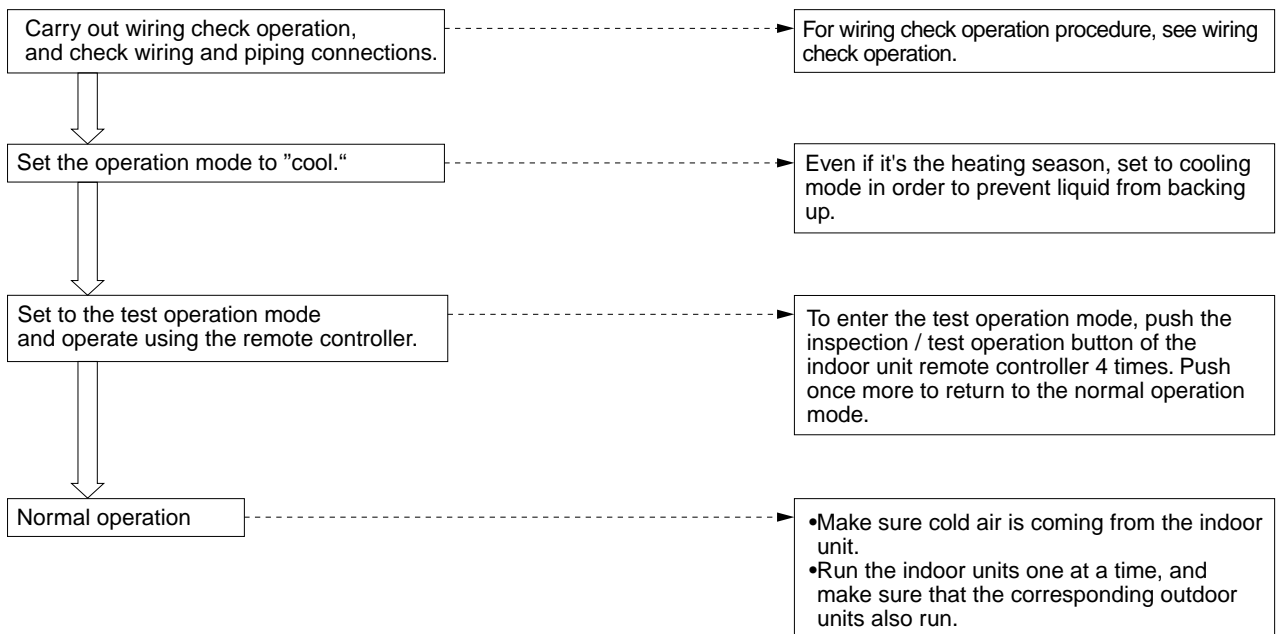 Carry out wiring check operation,
and check wiring and piping connections.
For wiring check operation procedure, see wiring
check operation.
Set the operation mode to ”cool.“
Even if it's the heating season, set to cooling
mode in order to prevent liquid from backing
up.
Set to the test operation mode
and operate using the remote controller.
To enter the test operation mode, push the
inspection / test operation button of the
indoor unit remote controller 4 times. Push
once more to return to the normal operation
mode.
Normal operation
•Make sure cold air is coming from the indoor
unit.
•Run the indoor units one at a time, and
make sure that the corresponding outdoor
units also run.